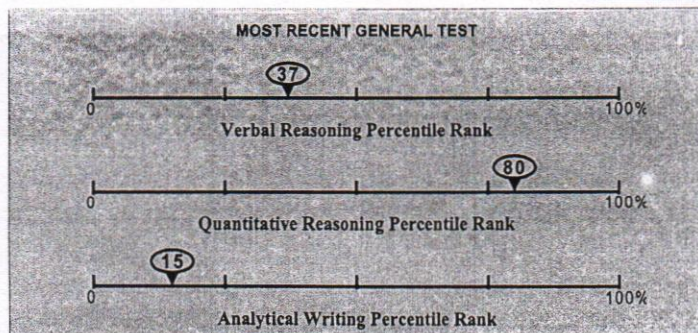 MOST RECENT GENERAL TEST
37
0 100%
Verbal Reasoning Percentile Rank
80
0 100%
Quantitative Reasoning Percentile Rank
15
0 100%
Analytical Writing Percentile Rank